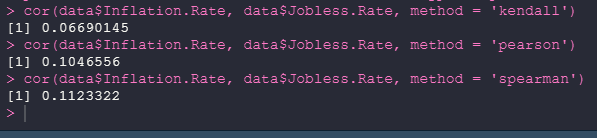 > cor(data$Inflation.Rate, data$Jobless.Rate, method = 'kendall')
[1] 0.06690145
> cor(data$Inflation.Rate, data$Jobless.Rate, method = 'pearson')
[1] 0.1046556
> cor(data$Inflation.Rate, data$Jobless.Rate, method = 'spearman')
[1] 0.1123322
>